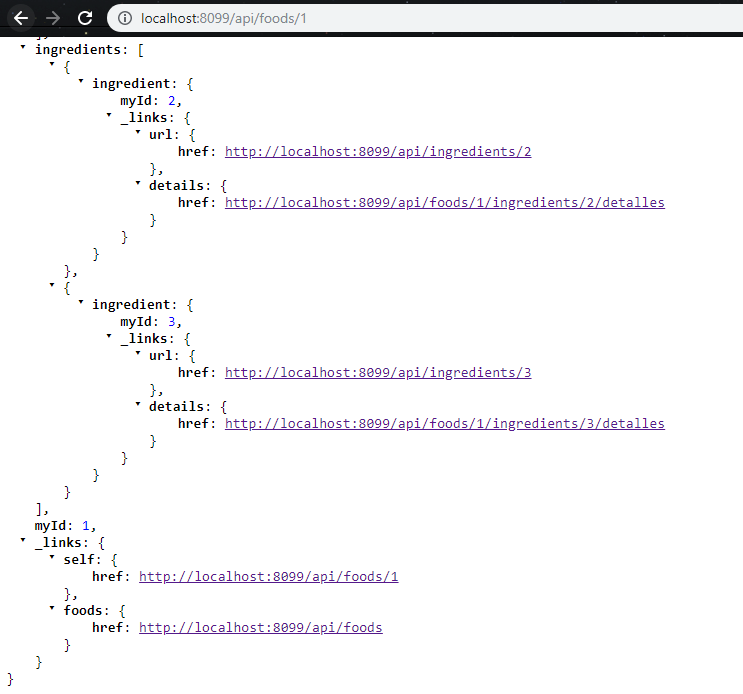 localhost:8099/api/foods/1
],
ingredients: [
{
ingredient: {
myId: 2,
_links: {
url: {
href: http://localhost:8099/api/ingredients/2
},
details: {
href: http://localhost:8099/api/foods/1/ingredients/2/detalles
}
}
}
},
{
ingredient: {
myId: 3,
_links: {
url: {
href: http://localhost:8099/api/ingredients/3
},
details: {
href: http://localhost:8099/api/foods/1/ingredients/3/detalles
}
}
}
}
],
myId: 1,
_links: {
self: {
href: http://localhost:8099/api/foods/1
},
foods: {
href: http://localhost:8099/api/foods
}
}
}